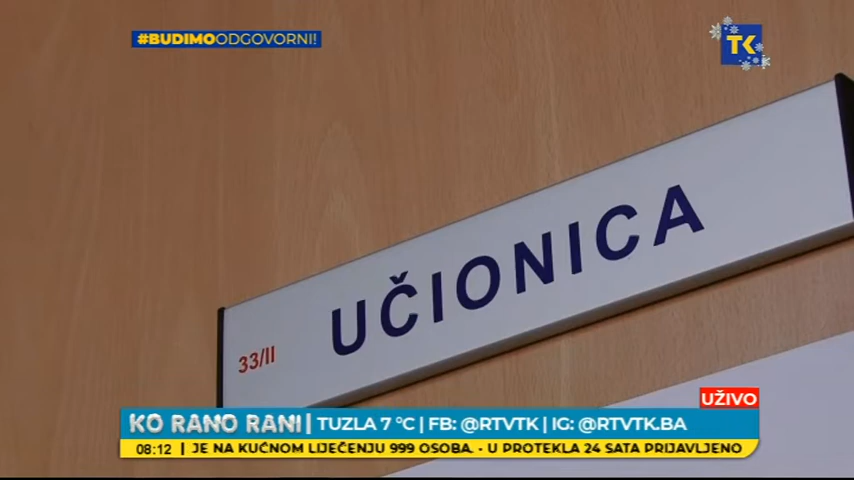 #BUDIMOODGOVORNI!
TK
UČIONICA
33/II
UŽIVO
KO RANO RANI
TUZLA 7 °C | FB: @RTVTK | IG: @RTVTK.BA
08:12 | JE NA KUĆNOM LIJEČENJU 999 OSOBA. - U PROTEKLA 24 SATA PRIJAVLJENO